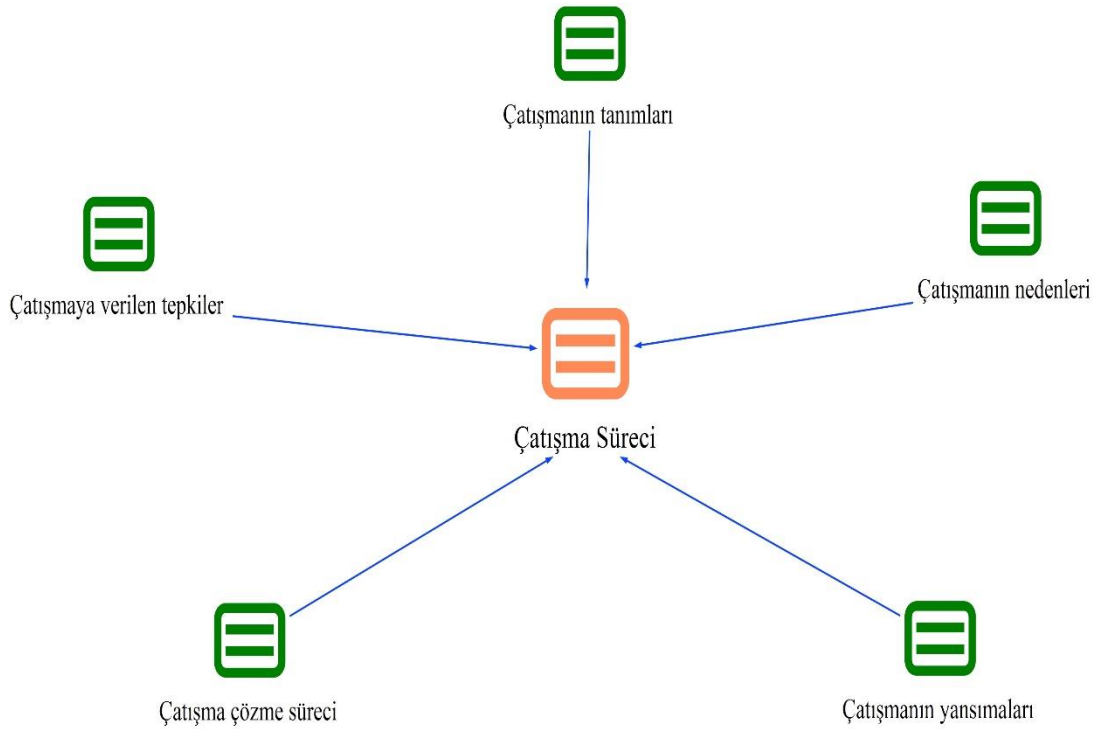 Çatışmanın tanımları
Çatışmaya verilen tepkiler
Çatışmanın nedenleri
Çatışma Süreci
Çatışma çözme süreci
Çatışmanın yansımaları